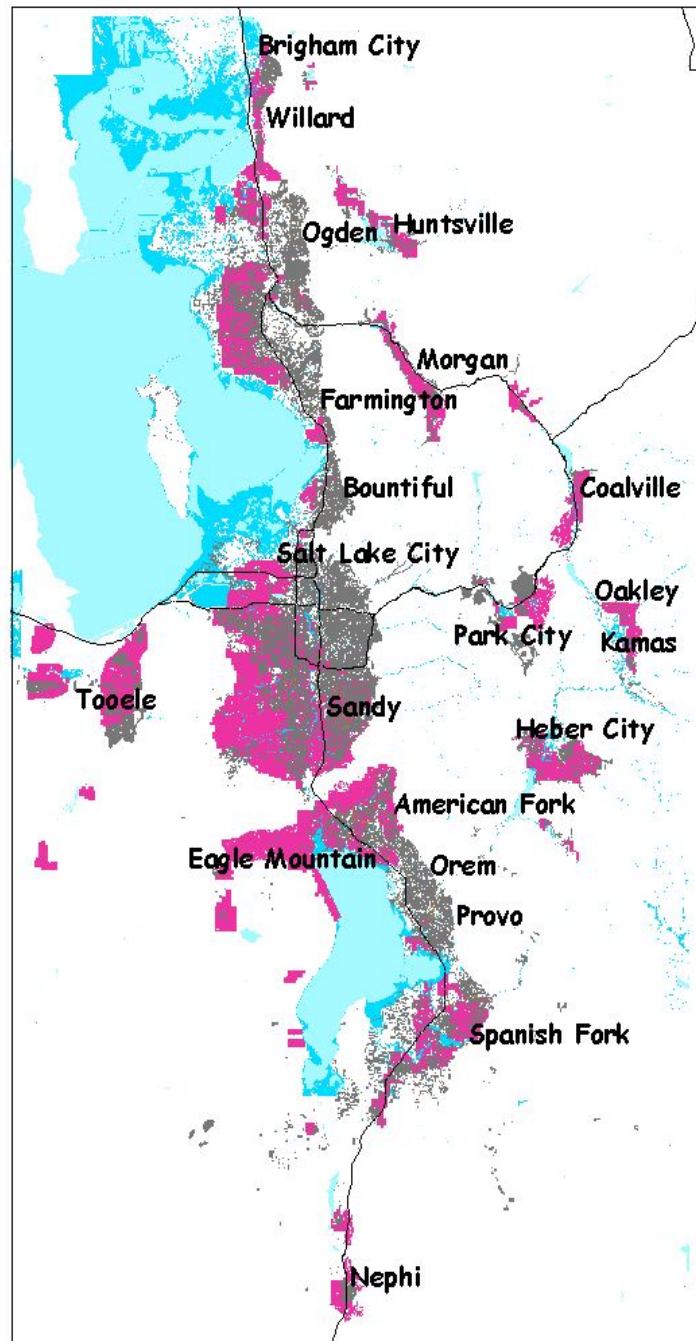 Brigham City
Willard
Huntsville
Ogden
Morgan
Farmington
Bountiful
Coalville
Salt Lake City
Oakley
Park City
Kamas
Tooele
Sandy
Heber City
American Fork
Eagle Mountain
Orem
Provo
Spanish Fork
Nephi